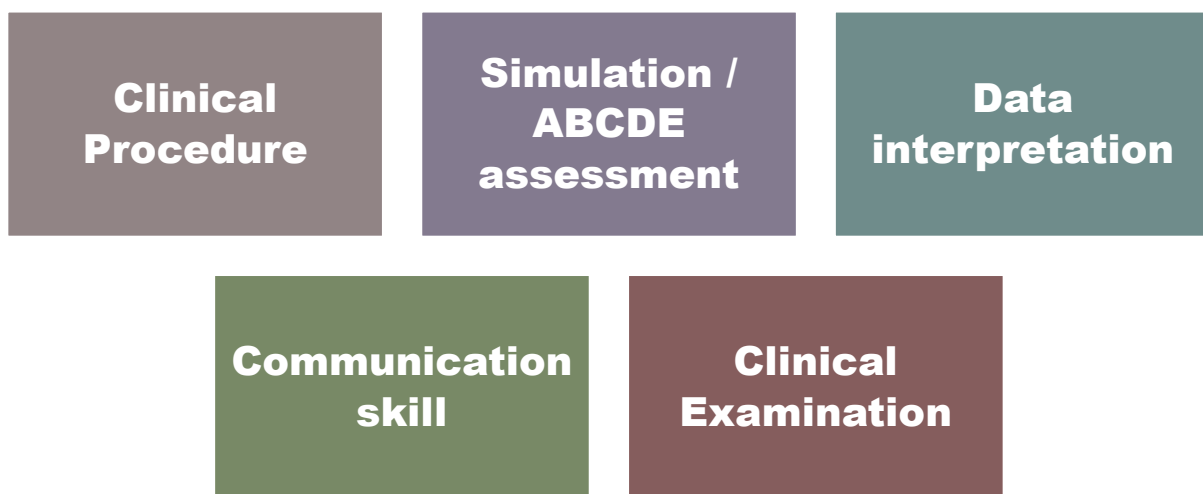 Clinical
Procedure
Simulation /
ABCDE
assessment
Data
interpretation
Communication
skill
Clinical
Examination